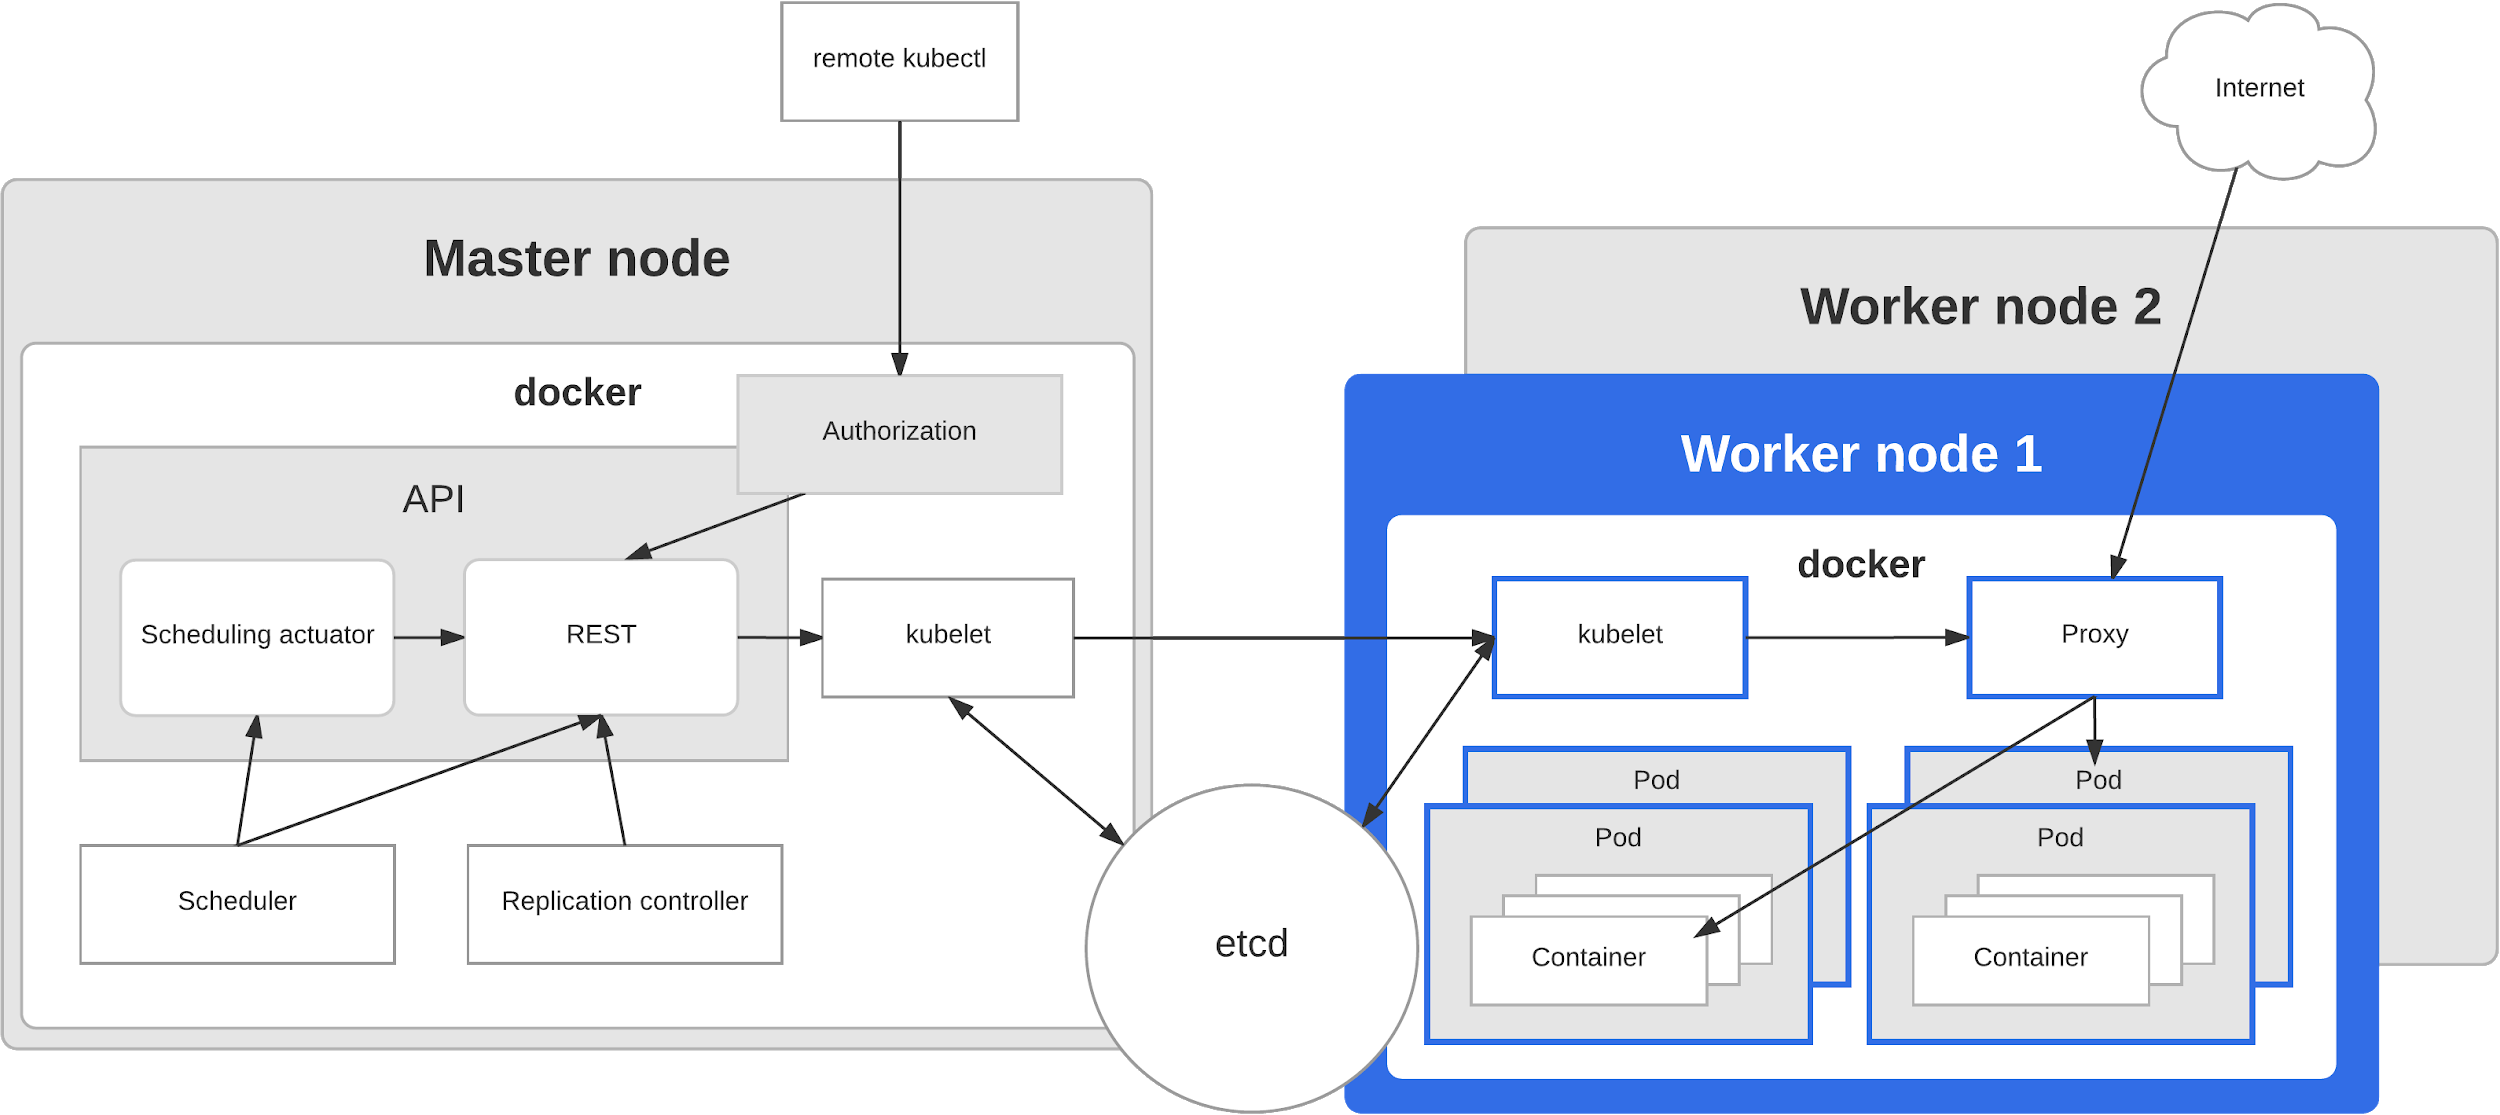 remote kubectl
Internet
Master node
Worker node 2
docker
Authorization
Worker node 1
API
docker
Scheduling actuator
REST
kubelet
kubelet
Proxy
Pod
Pod
Pod
Pod
Scheduler
Replication controller
etcd
Container
Container